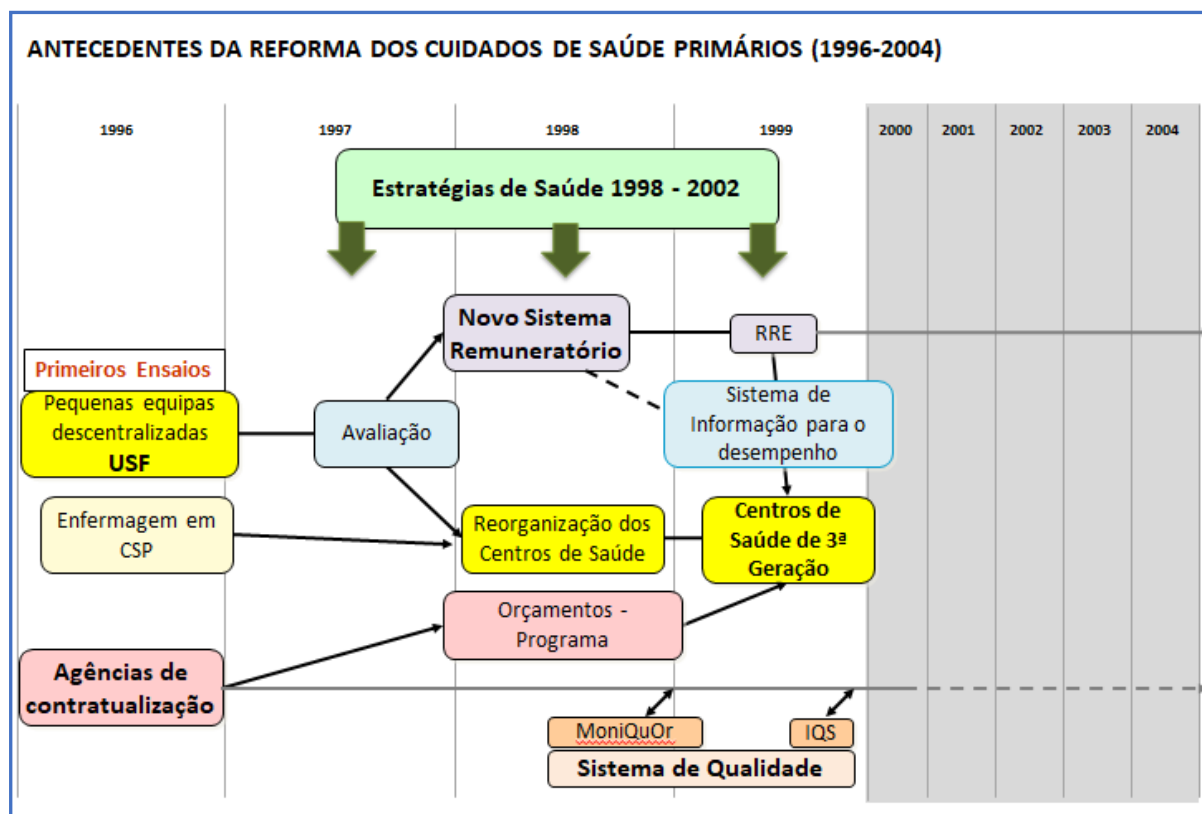 ANTECEDENTES DA REFORMA DOS CUIDADOS DE SAÚDE PRIMÁRIOS (1996-2004)
1996 1997 1998 1999 2000 2001 2002 2003 2004
Estratégias de Saúde 1998 - 2002
Novo Sistema
Remuneratório
RRE
Primeiros Ensaios
Pequenas equipas
descentralizadas
USF
Avaliação
Sistema de
Informação para o
desempenho
Enfermagem em
CSP
Reorganização dos
Centros de Saúde
Centros de
Saúde de 3ª
Geração
Orçamentos -
Programa
Agências de
contratualização
MoniQuOr
IQS
Sistema de Qualidade